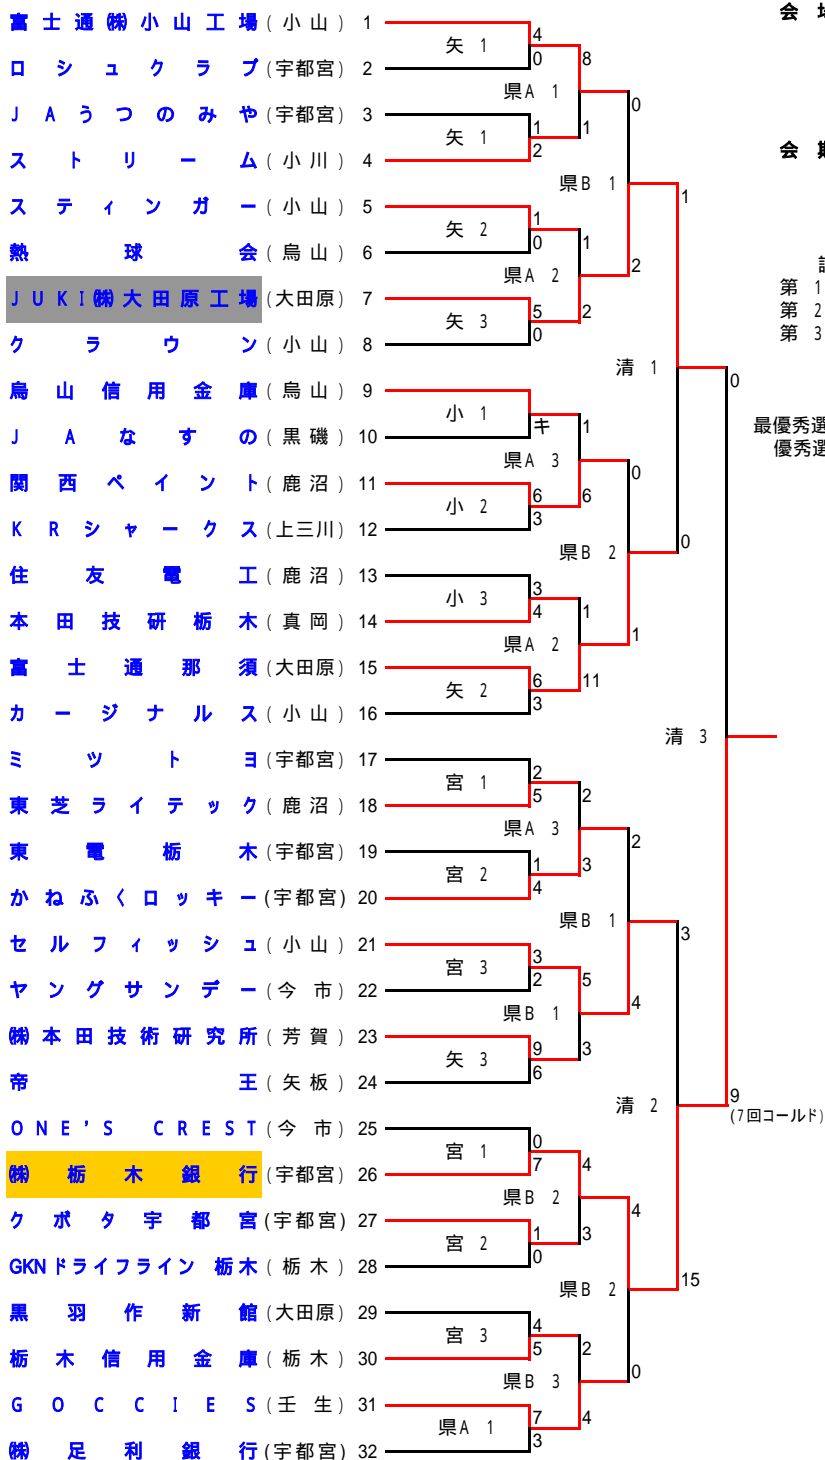 富士通㈱小山工場 (小山) 1
ロシュクラブ (宇都宮) 2
JAうつのみや (宇都宮) 3
ストリーム (小川) 4
スティンガー (小山) 5
熱球会 (烏山) 6
JUKI㈱大田原工場 (大田原) 7
クラウン (小山) 8
烏山信用金庫 (烏山) 9
JAなすの (黒磯) 10
関西ペイント (鹿沼) 11
KRシャークス (上三川) 12
住友電工 (鹿沼) 13
本田技研栃木 (真岡) 14
富士通那須 (大田原) 15
カージナルス (小山) 16
ミツトヨ (宇都宮) 17
東芝ライテック (鹿沼) 18
東電栃木 (宇都宮) 19
かねふくロッキー (宇都宮) 20
セルフィッシュ (小山) 21
ヤングサンデー (今市) 22
㈱本田技術研究所 (芳賀) 23
帝王 (矢板) 24
ONE'S CREST (今市) 25
㈱栃木銀行 (宇都宮) 26
クボタ宇都宮 (宇都宮) 27
GKNドライフライン栃木 (栃木) 28
黒羽作新館 (大田原) 29
栃木信用金庫 (栃木) 30
GOCCIES (壬生) 31
㈱足利銀行 (宇都宮) 32
矢 1
4
0
矢 1
1
2
矢 2
1
0
矢 3
5
0
小 1
キ
小 2
6
3
小 3
3
4
矢 2
6
3
宮 1
2
5
宮 2
1
4
宮 3
3
2
矢 3
9
6
宮 1
0
7
宮 2
1
0
宮 3
4
5
県A 1
7
3
県A 1
8
1
県A 2
1
2
県A 3
1
6
県A 2
1
11
県A 3
2
3
県B 1
5
3
県B 2
4
3
県B 3
2
4
県B 1
0
2
県B 2
0
1
県B 1
2
4
県B 2
4
0
清 1
1
0
清 2
3
15
清 3
0
9
(7回コールド)
会
会
第 1
第 2
第 3
最優秀選
優秀選